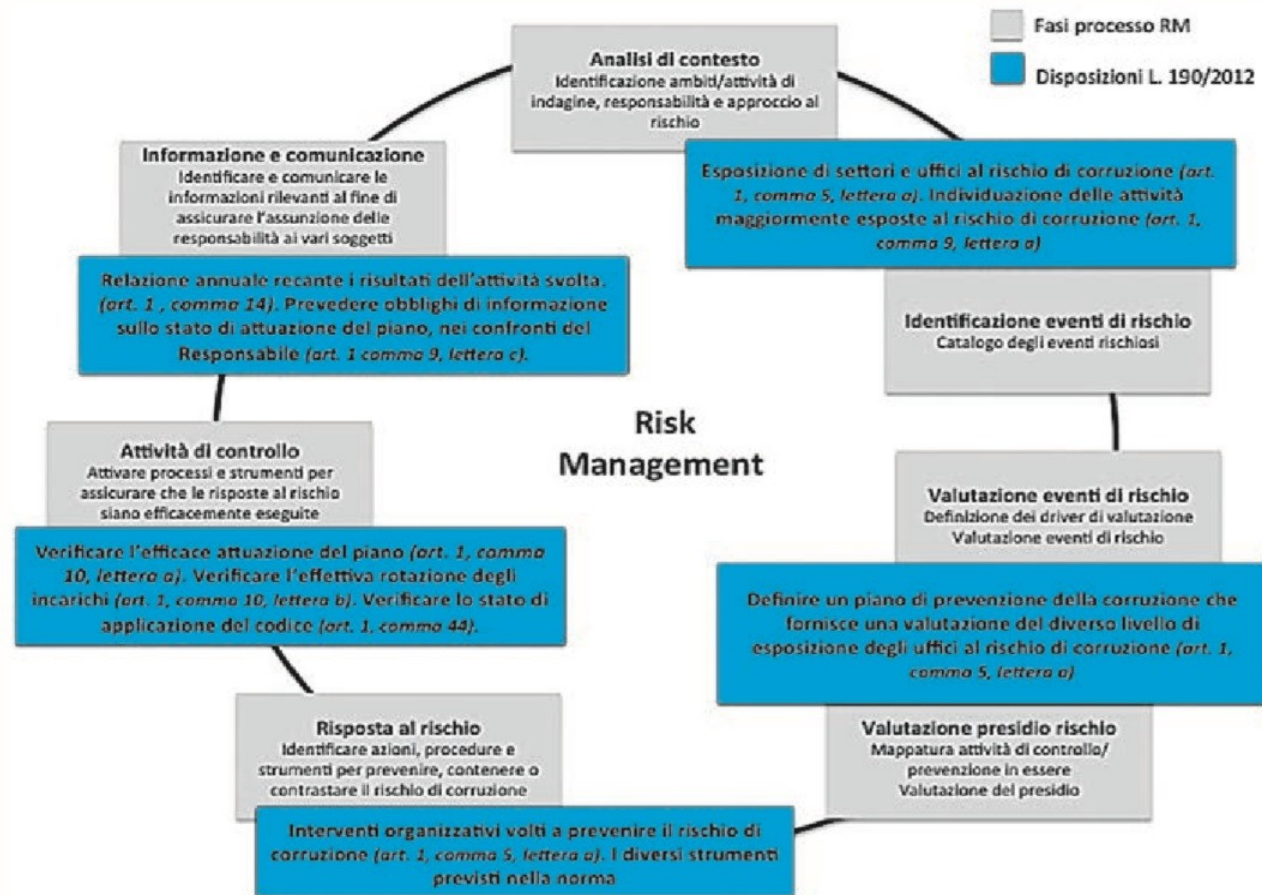 Fasi processo RM
Disposizioni L. 190/2012
Analisi di contesto
Identificazione ambiti/attività di
indagine, responsabilità e approccio al
rischio
Esposizione di settori e uffici al rischio di corruzione (art.
1, comma 5, lettera a). Individuazione delle attività
maggiormente esposte al rischio di corruzione (art. 1,
comma 9, lettera a)
Identificazione eventi di rischio
Catalogo degli eventi rischiosi
Valutazione eventi di rischio
Definizione dei driver di valutazione
Valutazione eventi di rischio
Definire un piano di prevenzione della corruzione che
fornisce una valutazione del diverso livello di
esposizione degli uffici al rischio di corruzione (art. 1,
comma 5, lettera a)
Valutazione presidio rischio
Mappatura attività di controllo/
prevenzione in essere
Valutazione del presidio
Interventi organizzativi volti a prevenire il rischio di
corruzione (art. 1, comma 5, lettera a). I diversi strumenti
previsti nella norma
Risposta al rischio
Identificare azioni, procedure e
strumenti per prevenire, contenere o
contrastare il rischio di corruzione
Attività di controllo
Attivare processi e strumenti per
assicurare che le risposte al rischio
siano efficacemente eseguite
Verificare l'efficace attuazione del piano (art. 1, comma
10, lettera a). Verificare l'effettiva rotazione degli
incarichi (art. 1, comma 10, lettera b). Verificare lo stato di
applicazione del codice (art. 1, comma 44).
Informazione e comunicazione
Identificare e comunicare le
informazioni rilevanti al fine di
assicurare l'assunzione delle
responsabilità ai vari soggetti
Relazione annuale recante i risultati dell'attività svolta.
(art. 1 , comma 14). Prevedere obblighi di informazione
sullo stato di attuazione del piano, nei confronti del
Responsabile (art. 1 comma 9, lettera c).
Risk
Management